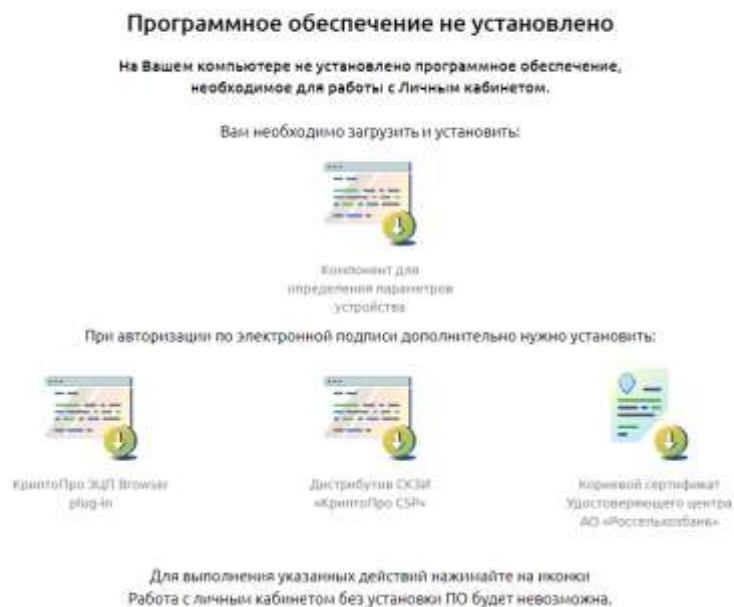 Программное обеспечение не установлено
На Вашем компьютере не установлено программное обеспечение,
необходимое для работы с Личным кабинетом.
Вам необходимо загрузить и установить:
Компонент для
определения параметров
устройства
При авторизации по электронной подписи дополнительно нужно установить:
КриптоПро ЭЦП Browser
plug-in
Дистрибутив СКЗИ
«КриптоПро CSP»
Корневой сертификат
Удостоверяющего центра
АО «Россельхозбанк»
Для выполнения указанных действий нажимайте на иконки
Работа с личным кабинетом без установки ПО будет невозможна.